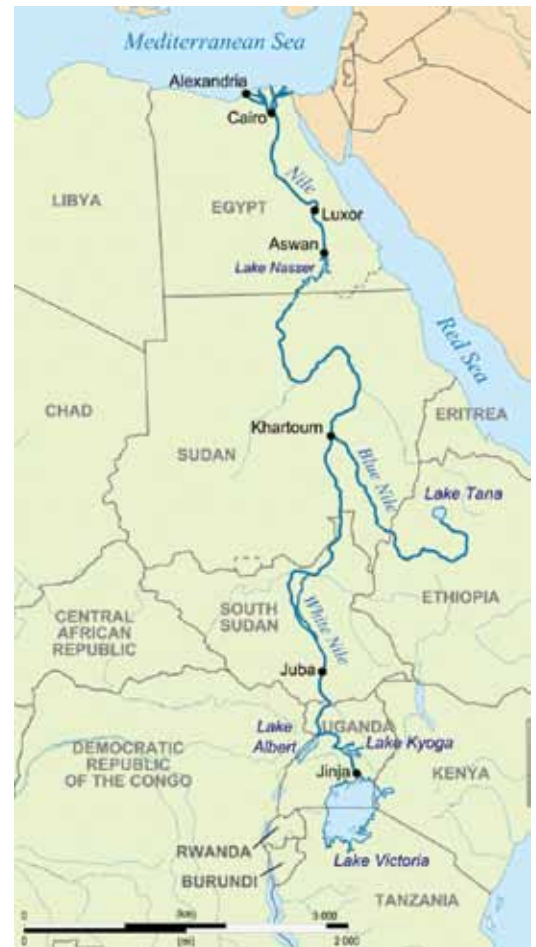 Mediterranean Sea
Alexandria
Cairo
Nile
LIBYA
EGYPT
Luxor
Aswan
Lake Nasser
Red Sea
CHAD
ERITREA
Khartoum
SUDAN
Blue Nile
Lake Tana
ETHIOPIA
CENTRAL
AFRICAN
REPUBLIC
SOUTH
SUDAN
White Nile
Juba
UGANDA
Lake
Albert
Lake Kyoga
DEMOCRATIC
REPUBLIC
OF THE CONGO
Jinja
KENYA
RWANDA
BURUNDI
Lake Victoria
TANZANIA
0 (km) 3 000
0 (mi) 2 000